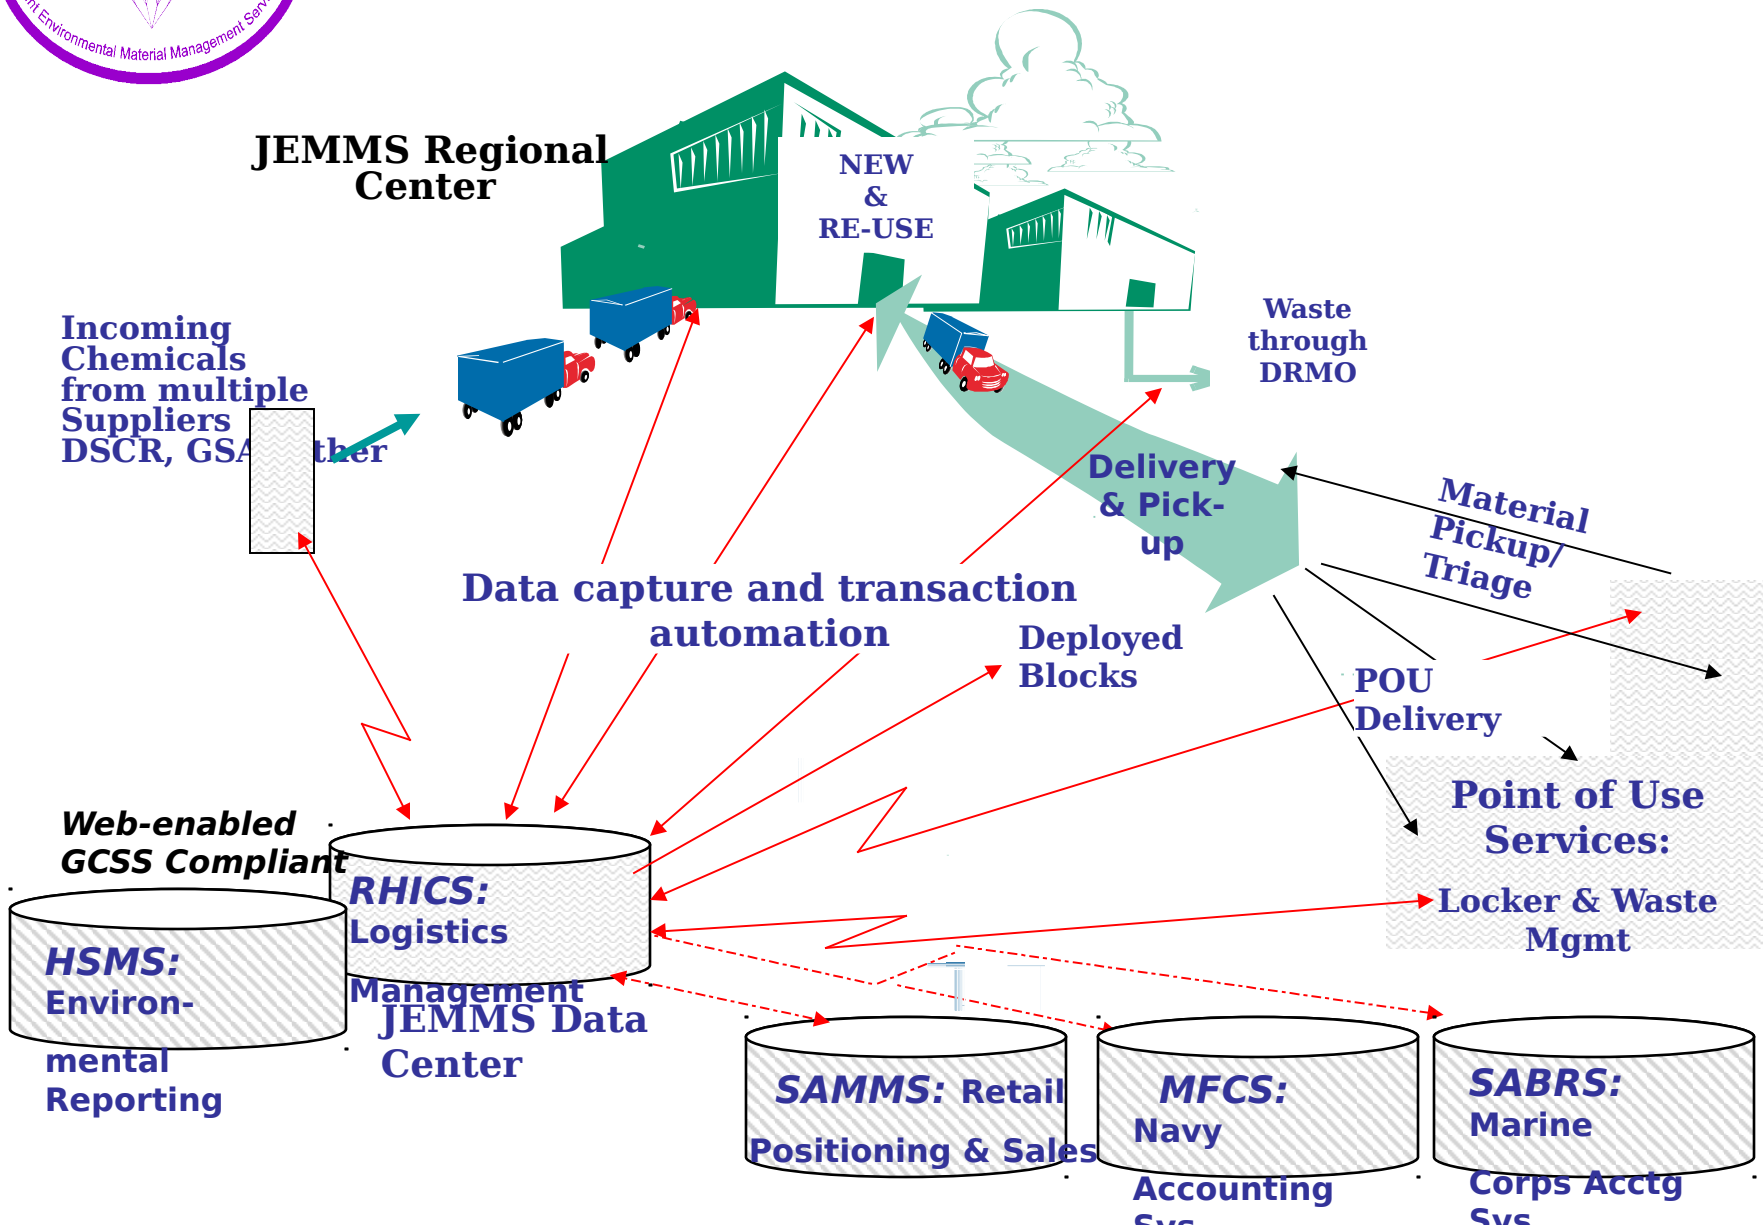 nt Environmental Material Management Serv
JEMMS Regional
Center
NEW
&
RE-USE
Incoming
Chemicals
from multiple
Suppliers
DSCR, GSA ther
Waste
through
DRMO
Delivery
& Pick-
up
Material
Pickup/
Triage
Data capture and transaction
automation
Deployed
Blocks
POU
Delivery
Point of Use
Services:
Locker & Waste
Mgmt
Web-enabled
GCSS Compliant
RHICS:
Logistics
Management
JEMMS Data
Center
HSMS:
Environ-
mental
Reporting
SAMMS: Retail
Positioning & Sales
MFCS:
Navy
Accounting
Sys
SABRS:
Marine
Corps Acctg
Sys